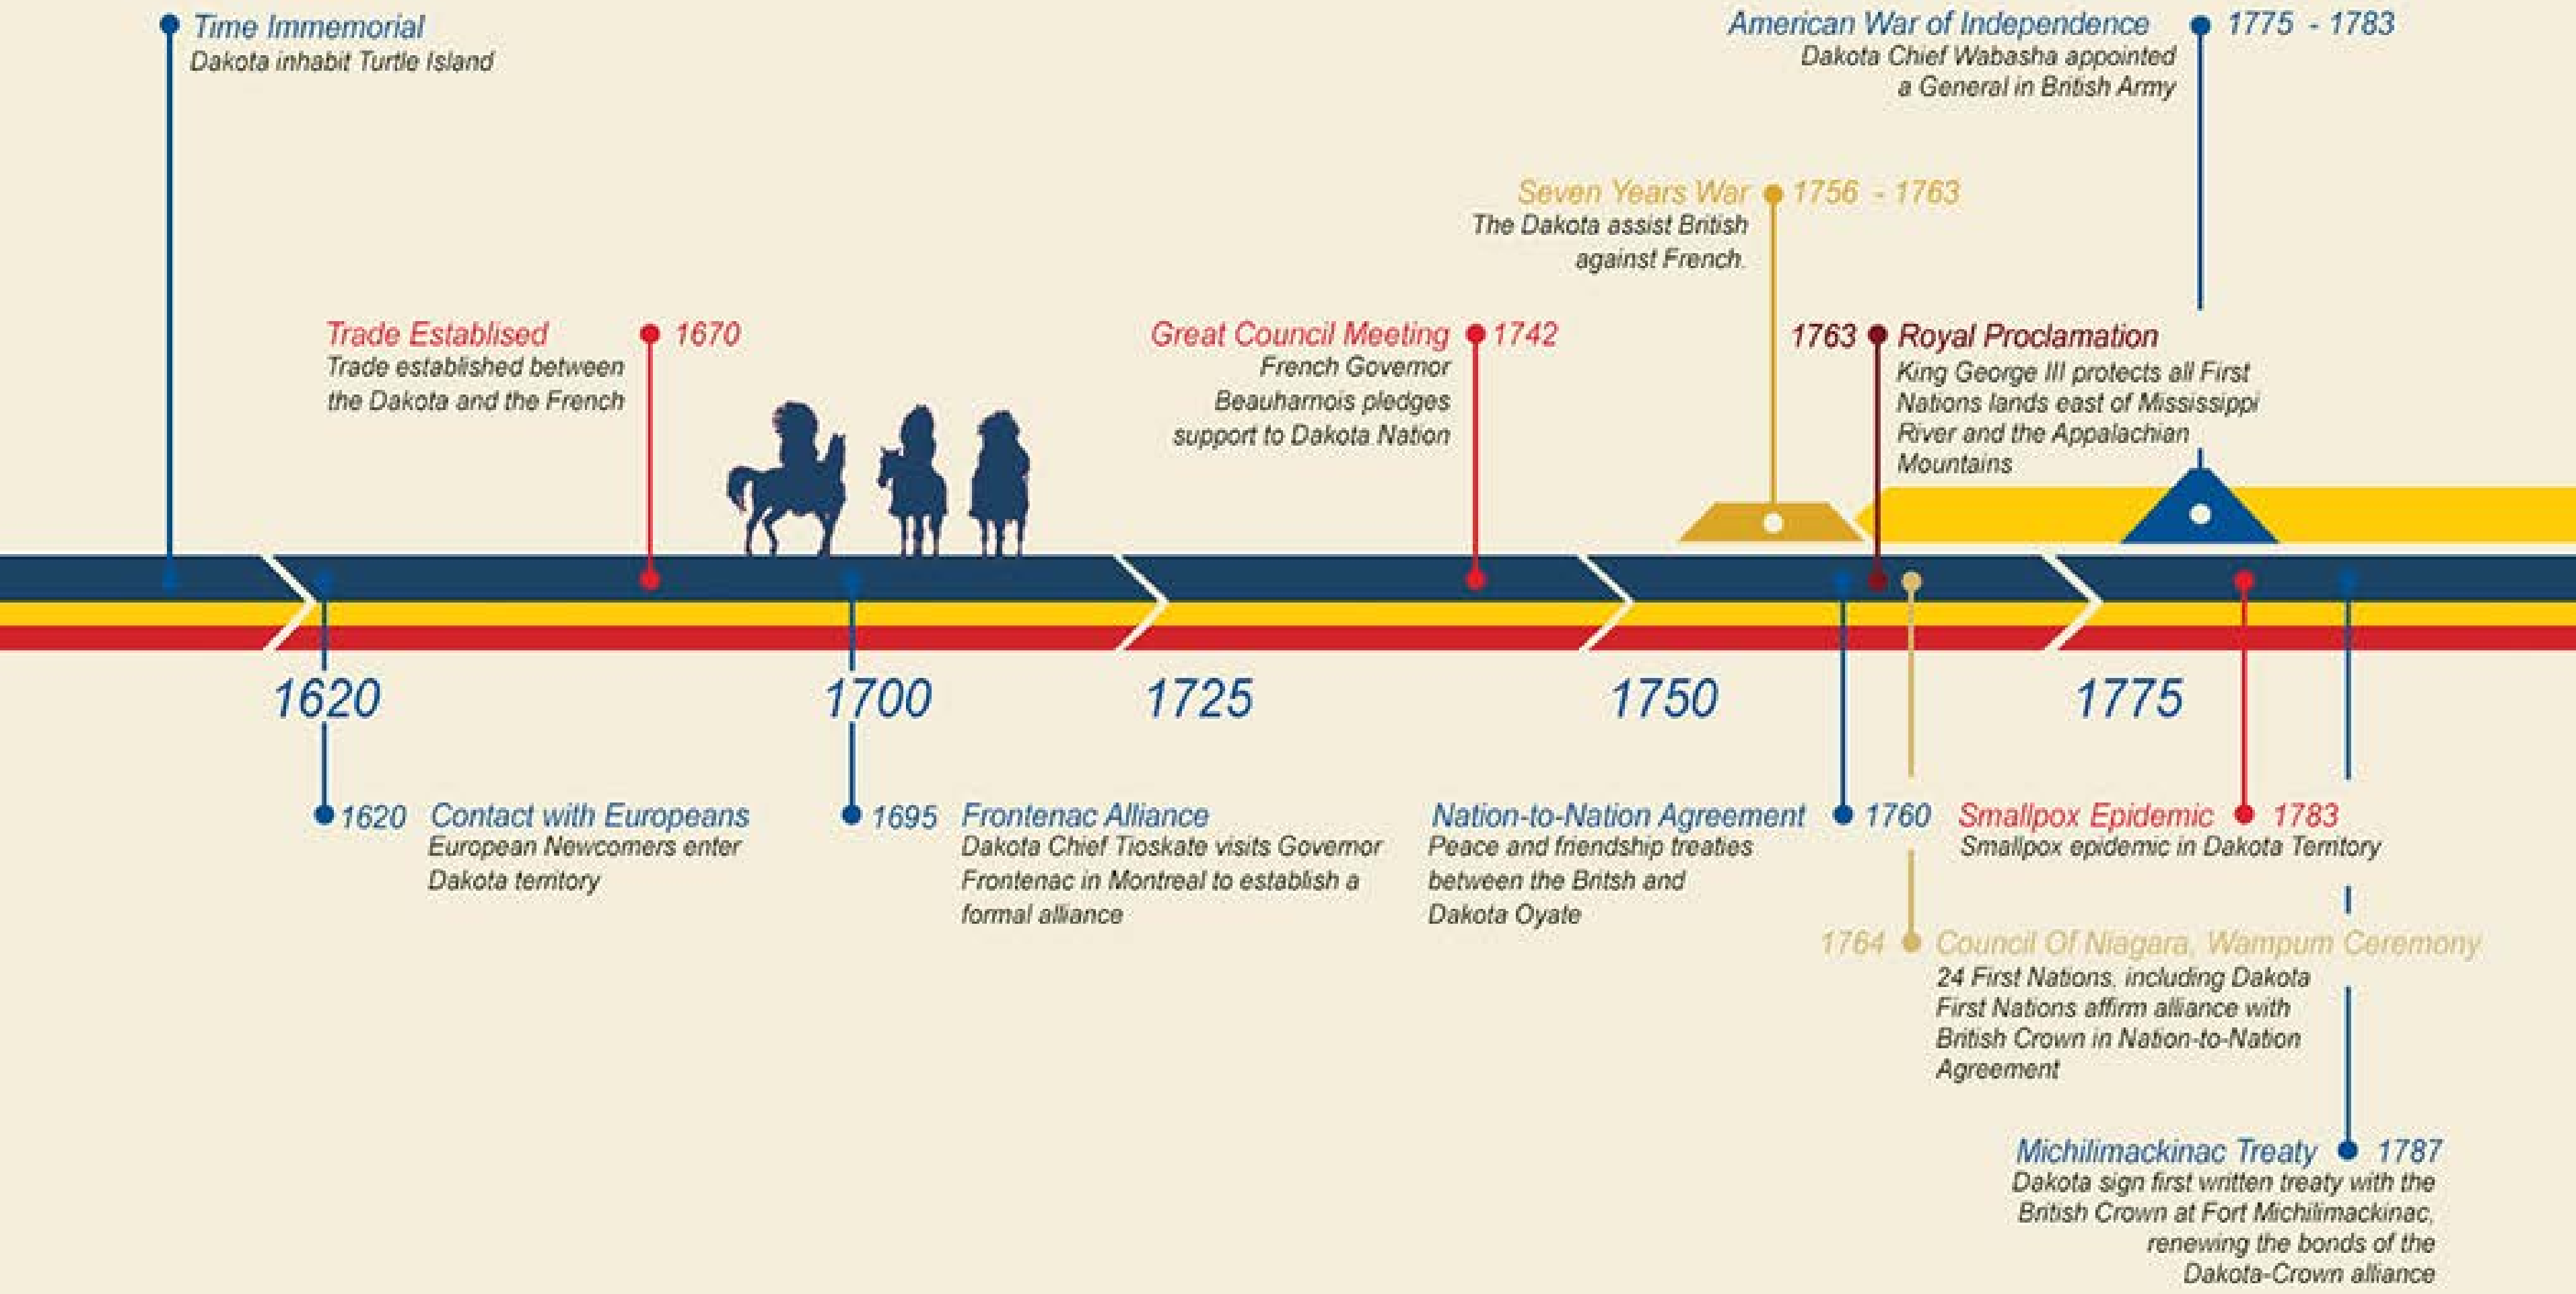 Time Immemorial
Dakota inhabit Turtle Island
American War of Independence 1775 - 1783
Dakota Chief Wabasha appointed
a General in British Army
Seven Years War 1756 - 1763
The Dakota assist British
against French.
Trade Establised 1670
Trade established between
the Dakota and the French
Great Council Meeting 1742
French Governor
Beauharnois pledges
support to Dakota Nation
1763 Royal Proclamation
King George III protects all First
Nations lands east of Mississippi
River and the Appalachian
Mountains
1620 1700 1725 1750 1775
1620 Contact with Europeans
European Newcomers enter
Dakota territory
1695 Frontenac Alliance
Dakota Chief Tioskate visits Governor
Frontenac in Montreal to establish a
formal alliance
Nation-to-Nation Agreement 1760
Peace and friendship treaties
between the Britsh and
Dakota Oyate
Smallpox Epidemic 1783
Smallpox epidemic in Dakota Territory
1764 Council Of Niagara, Wampum Ceremony
24 First Nations, including Dakota
First Nations affirm alliance with
British Crown in Nation-to-Nation
Agreement
Michilimackinac Treaty 1787
Dakota sign first written treaty with the
British Crown at Fort Michilimackinac,
renewing the bonds of the
Dakota-Crown alliance